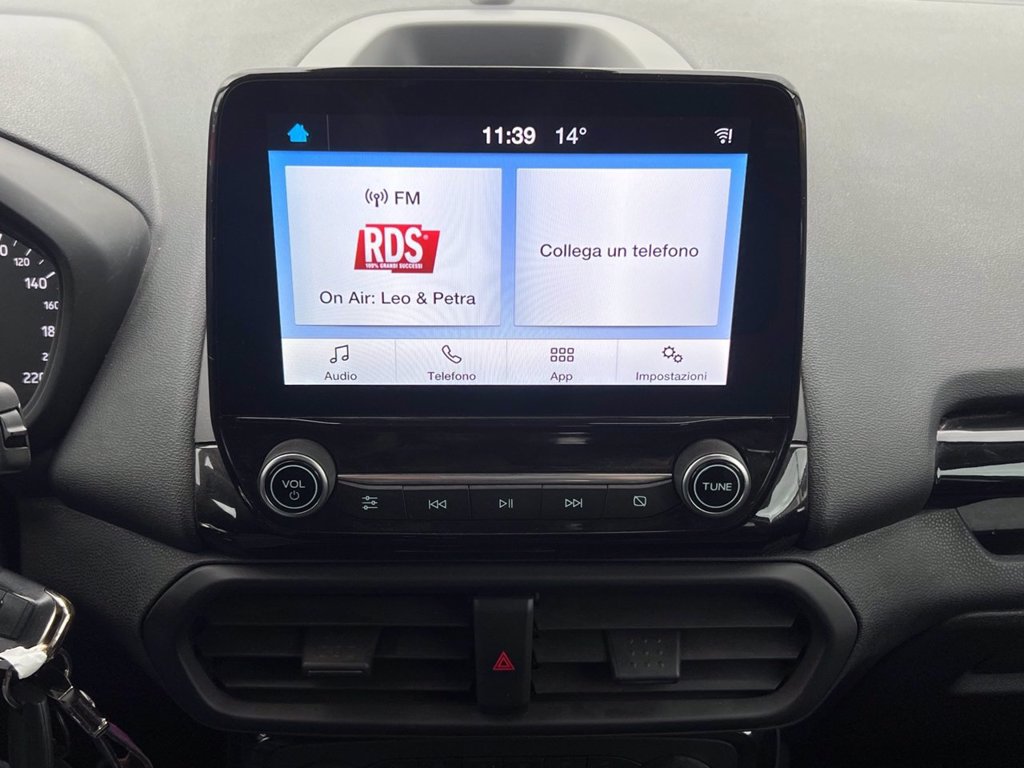 11:39 14°
FM
RDS
100% GRANDI SUCCESSI
On Air: Leo & Petra
Collega un telefono
Audio
Telefono
App
Impostazioni
VOL
TUNE
120
140
160
18
220